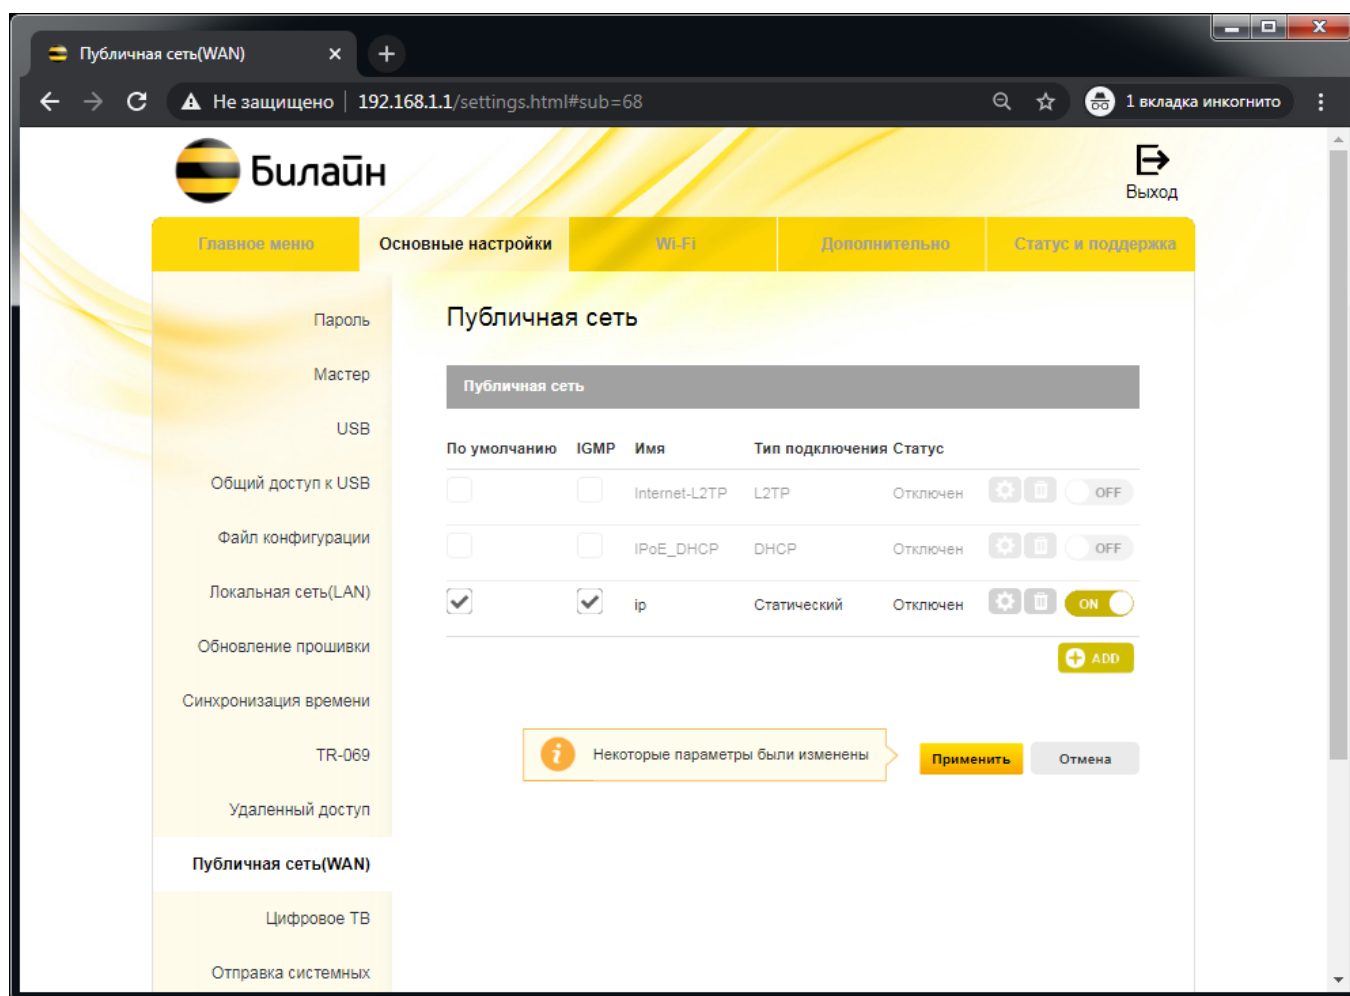 Публичная сеть(WAN)
Не защищено 192.168.1.1/settings.html#sub=68 1 вкладка инкогнито
Билайн
Выход
Главное меню Основные настройки Wi-Fi Дополнительно Статус и поддержка
Пароль
Мастер
USB
Общий доступ к USB
Файл конфигурации
Локальная сеть(LAN)
Обновление прошивки
Синхронизация времени
TR-069
Удаленный доступ
Публичная сеть(WAN)
Цифровое ТВ
Отправка системных
Публичная сеть
Публичная сеть
По умолчанию IGMP Имя Тип подключения Статус
Internet-L2TP L2TP Отключен OFF
IPoE_DHCP DHCP Отключен OFF
ip Статический Отключен ON
ADD
Некоторые параметры были изменены Применить Отмена